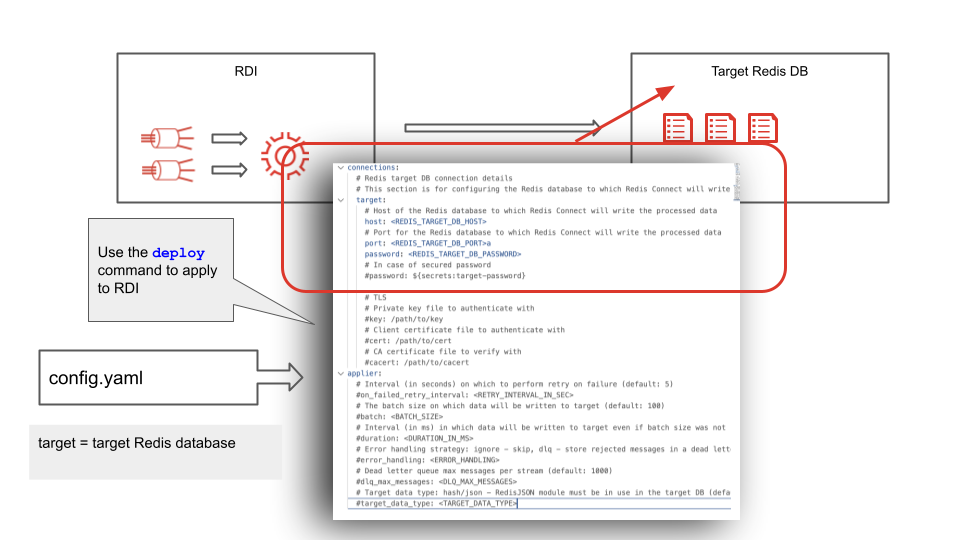 RDI
Target Redis DB
connections:
# Redis target DB connection details
# This section is for configuring the Redis database to which Redis Connect will write
target:
# Host of the Redis database to which Redis Connect will write the processed data
host: <REDIS_TARGET_DB_HOST>
# Port for the Redis database to which Redis Connect will write the processed data
port: <REDIS_TARGET_DB_PORT>a
password: <REDIS_TARGET_DB_PASSWORD>
# In case of secured password
#password: ${secrets:target-password}
# TLS
# Private key file to authenticate with
#key: /path/to/key
# Client certificate file to authenticate with
#cert: /path/to/cert
# CA certificate file to verify with
#cacert: /path/to/cacert
applier:
# Interval (in seconds) on which to perform retry on failure (default: 5)
#on_failed_retry_interval: <RETRY_INTERVAL_IN_SEC>
# The batch size on which data will be written to target (default: 100)
#batch: <BATCH_SIZE>
# Interval (in ms) in which data will be written to target even if batch size was not
#duration: <DURATION_IN_MS>
# Error handling strategy: ignore - skip, dlq - store rejected messages in a dead lett
#error_handling: <ERROR_HANDLING>
# Dead letter queue max messages per stream (default: 1000)
#dlq_max_messages: <DLQ_MAX_MESSAGES>
# Target data type: hash/json - RedisJSON module must be in use in the target DB (defa
#target_data_type: <TARGET_DATA_TYPE>
Use the deploy
command to apply
to RDI
config.yaml
target = target Redis database